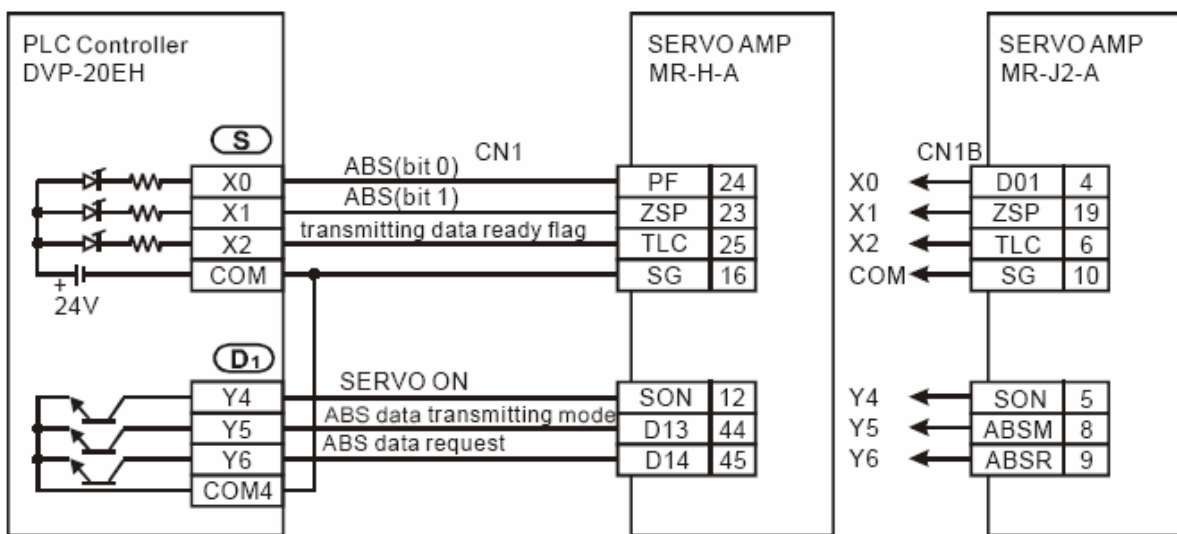 PLC Controller
DVP-20EH
SERVO AMP
MR-H-A
SERVO AMP
MR-J2-A
S
CN1
CN1B
X0
ABS(bit 0)
PF 24
X0
D01 4
X1
ABS(bit 1)
ZSP 23
X1
ZSP 19
X2
transmitting data ready flag
TLC 25
X2
TLC 6
COM
SG 16
COM
SG 10
+
24V
D1
Y4
SERVO ON
SON 12
Y4
SON 5
Y5
ABS data transmitting mode
D13 44
Y5
ABSM 8
Y6
ABS data request
D14 45
Y6
ABSR 9
COM4